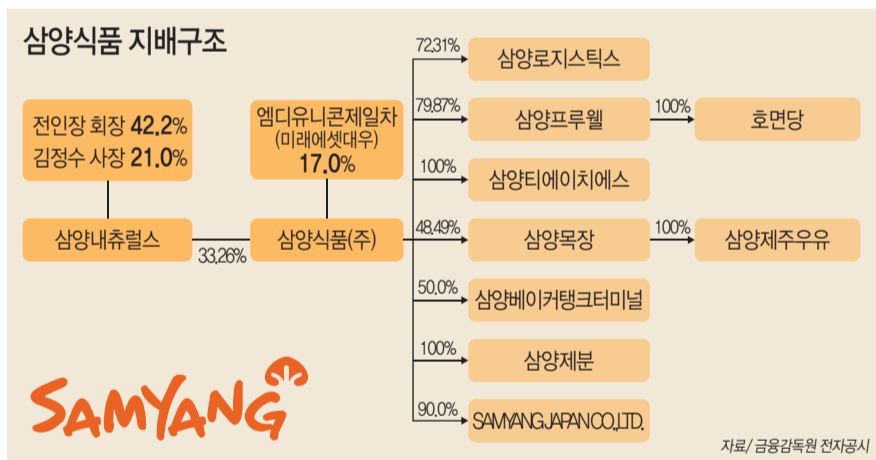 삼양식품 지배구조
전인장 회장 42.2%
김정수 사장 21.0%
엠디유니콘제일차
(미래에셋대우)
17.0%
삼양내츄럴스
33.26%
삼양식품(주)
72.31%
삼양로지스틱스
79.87%
삼양프루웰
100%
호면당
100%
삼양티에이치에스
48.49%
삼양목장
100%
삼양제주우유
50.0%
삼양베이커탱크터미널
100%
삼양제분
90.0%
SAMYANG JAPAN CO.,LTD.
SAMYANG
자료/ 금융감독원 전자공시